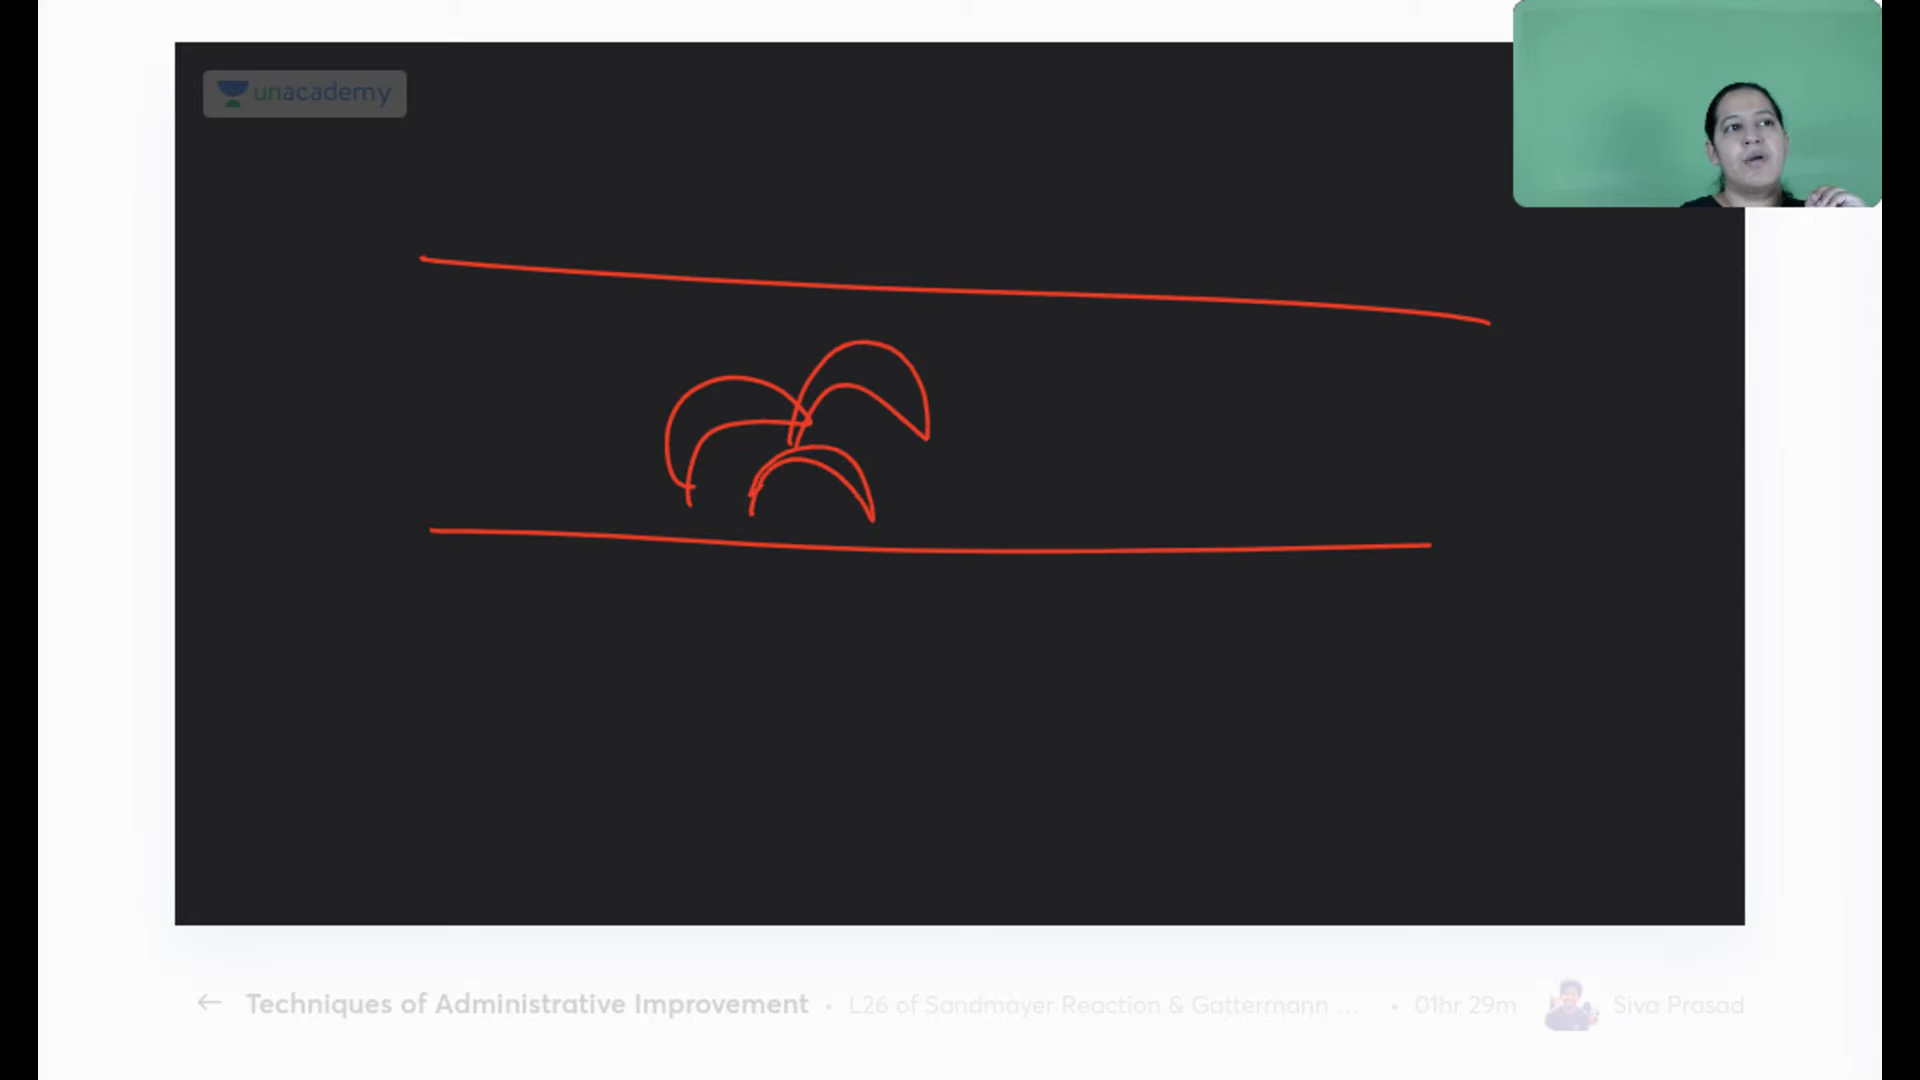 unacademy
← Techniques of Administrative Improvement • L26 of Sandmayer Reaction & Gattermann ... • 01hr 29m Siva Prasad